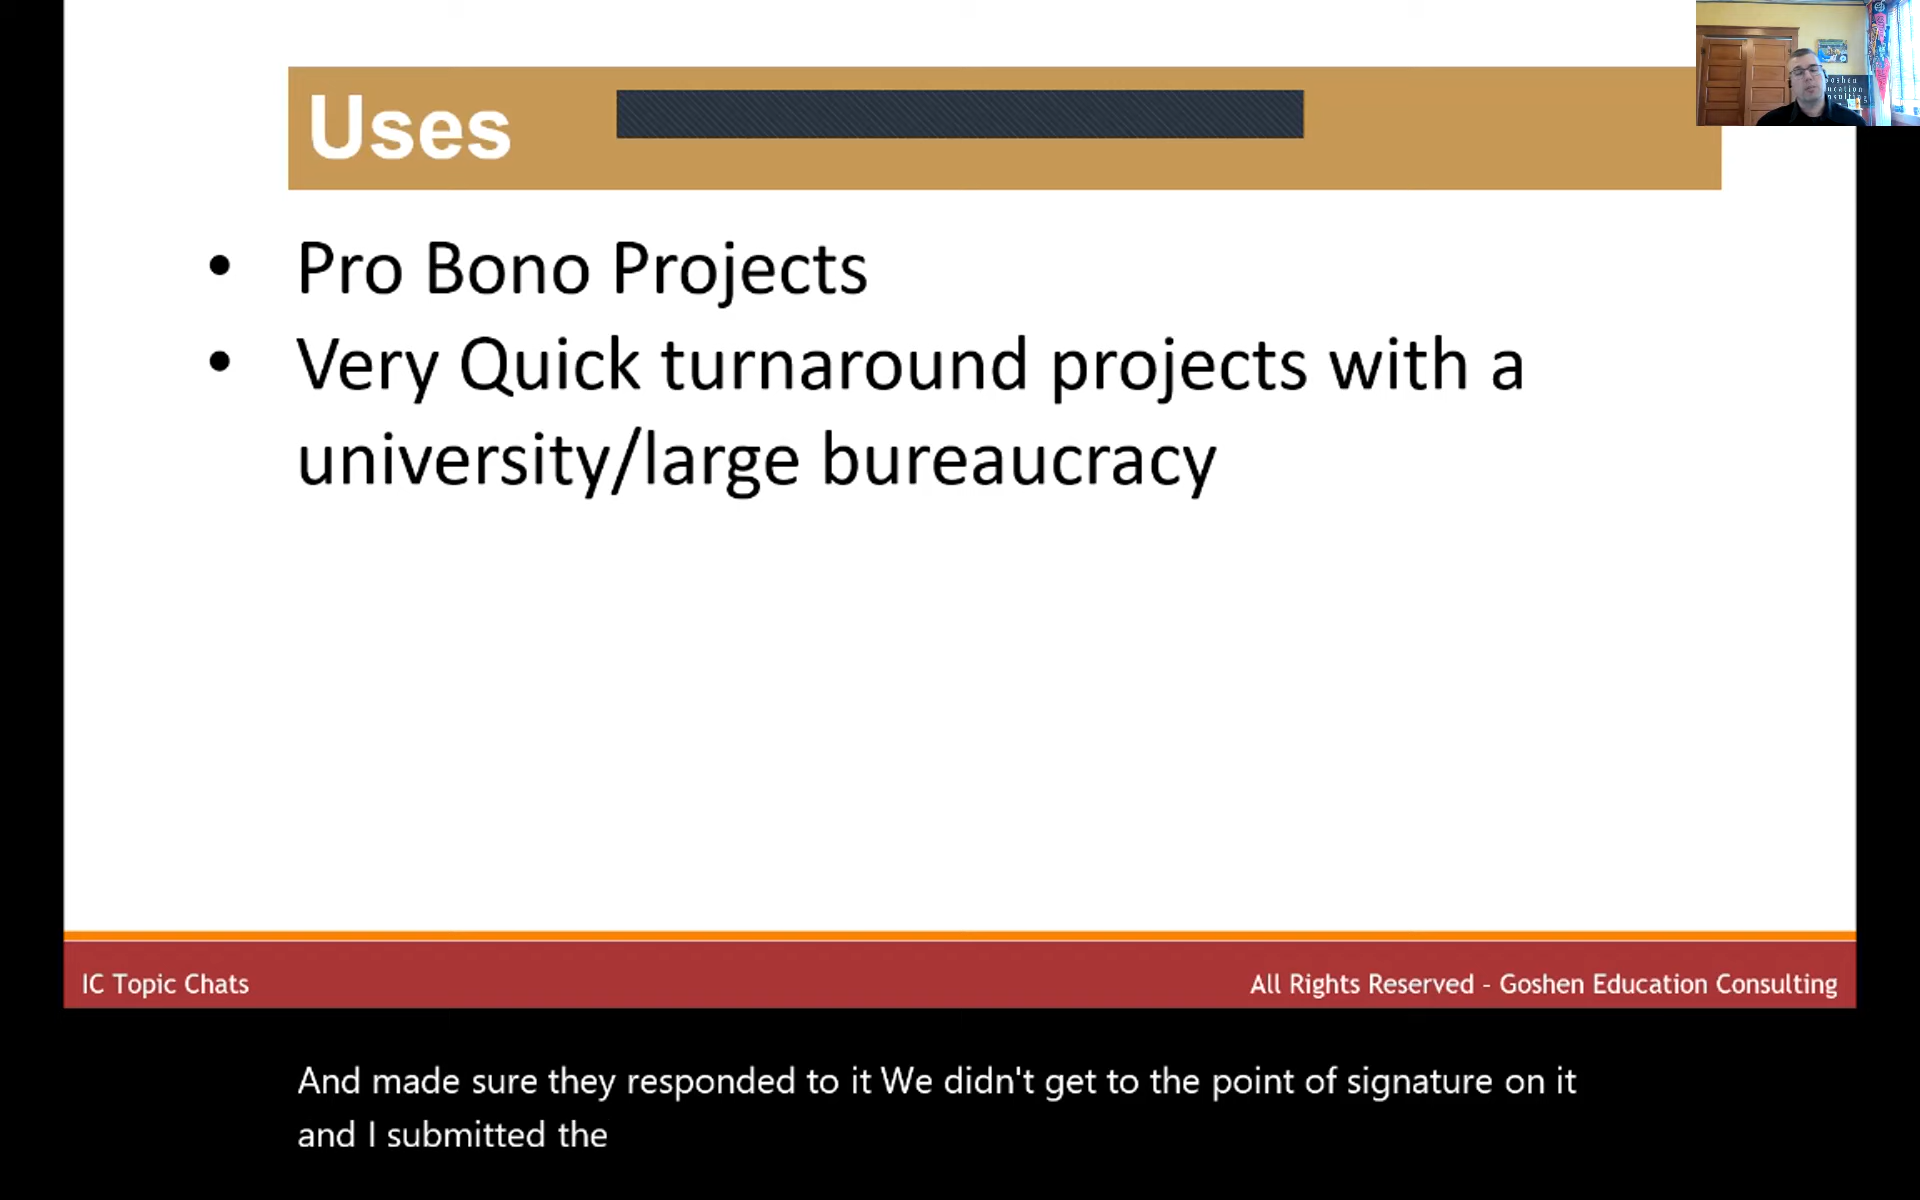 Uses
• Pro Bono Projects
• Very Quick turnaround projects with a
university/large bureaucracy
IC Topic Chats
All Rights Reserved - Goshen Education Consulting
And made sure they responded to it We didn't get to the point of signature on it
and I submitted the